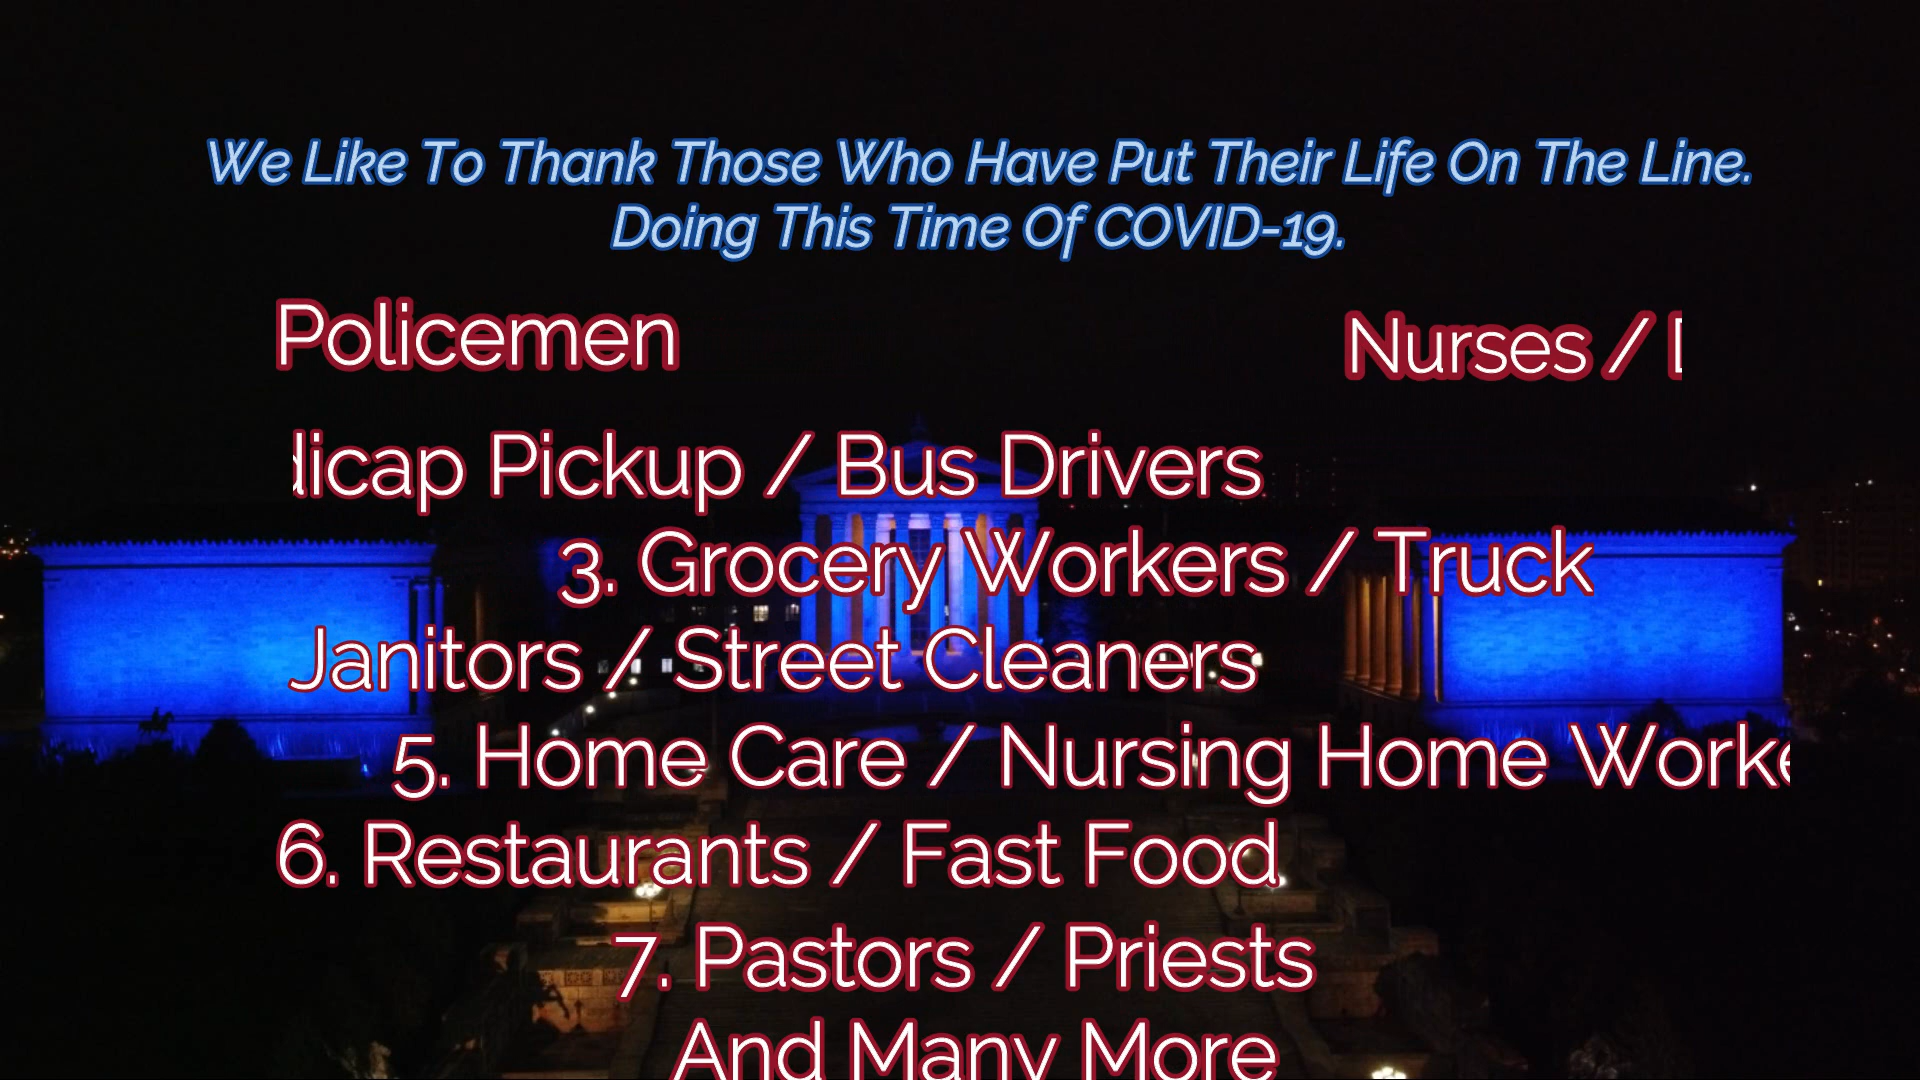 We Like To Thank Those Who Have Put Their Life On The Line.
Doing This Time Of COVID-19.
Policemen Nurses /
Pickup / Bus Drivers
3. Grocery Workers / Truck
Janitors / Street Cleaners
5. Home Care / Nursing Home
6. Restaurants / Fast Food
7. Pastors / Priests
And Many More